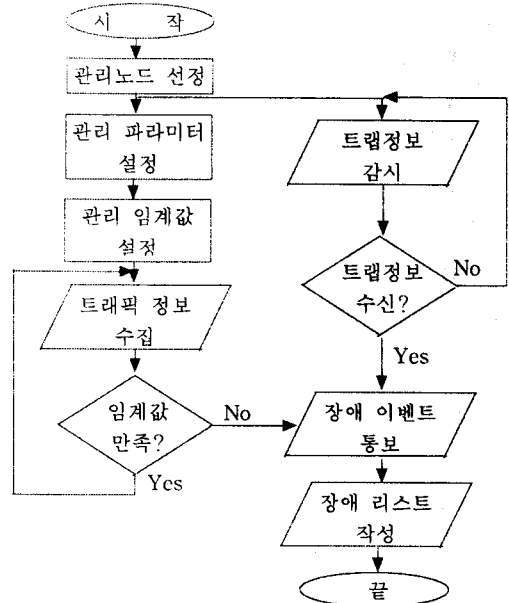 시 작
관리노드 선정
관리 파라미터
설정
관리 임계값
설정
트래픽 정보
수집
임계값
만족?
No
Yes
트랩정보
감시
트랩정보
수신?
No
Yes
장애 이벤트
통보
장애 리스트
작성
끝